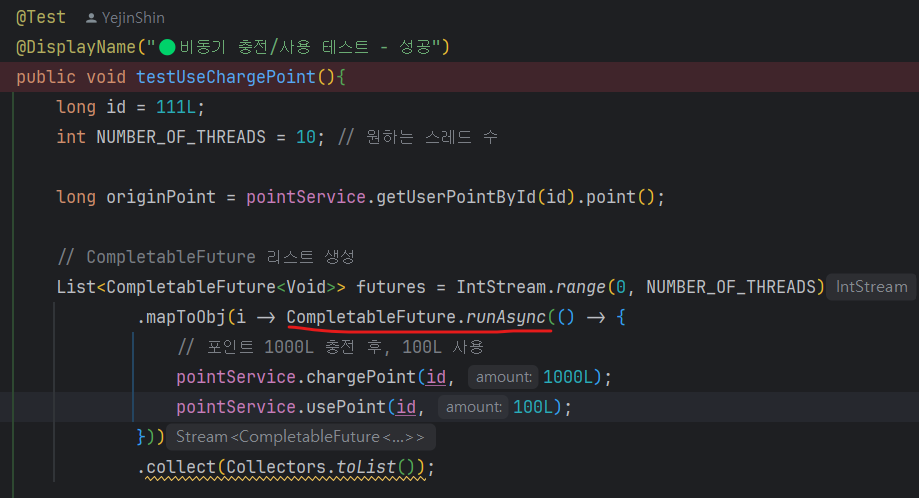 @Test YejinShin
@DisplayName("🟢비동기 충전/사용 테스트 - 성공")
public void testUseChargePoint(){
long id = 111L;
int NUMBER_OF_THREADS = 10; // 원하는 스레드 수
long originPoint = pointService.getUserPointById(id).point();
// CompletableFuture 리스트 생성
List<CompletableFuture<Void>> futures = IntStream.range(0, NUMBER_OF_THREADS) IntStream
.mapToObj(i -> CompletableFuture.runAsync(() -> {
// 포인트 1000L 충전 후, 100L 사용
pointService.chargePoint(id, amount: 1000L);
pointService.usePoint(id, amount: 100L);
})) Stream<CompletableFuture<...>>
.collect(Collectors.toList());